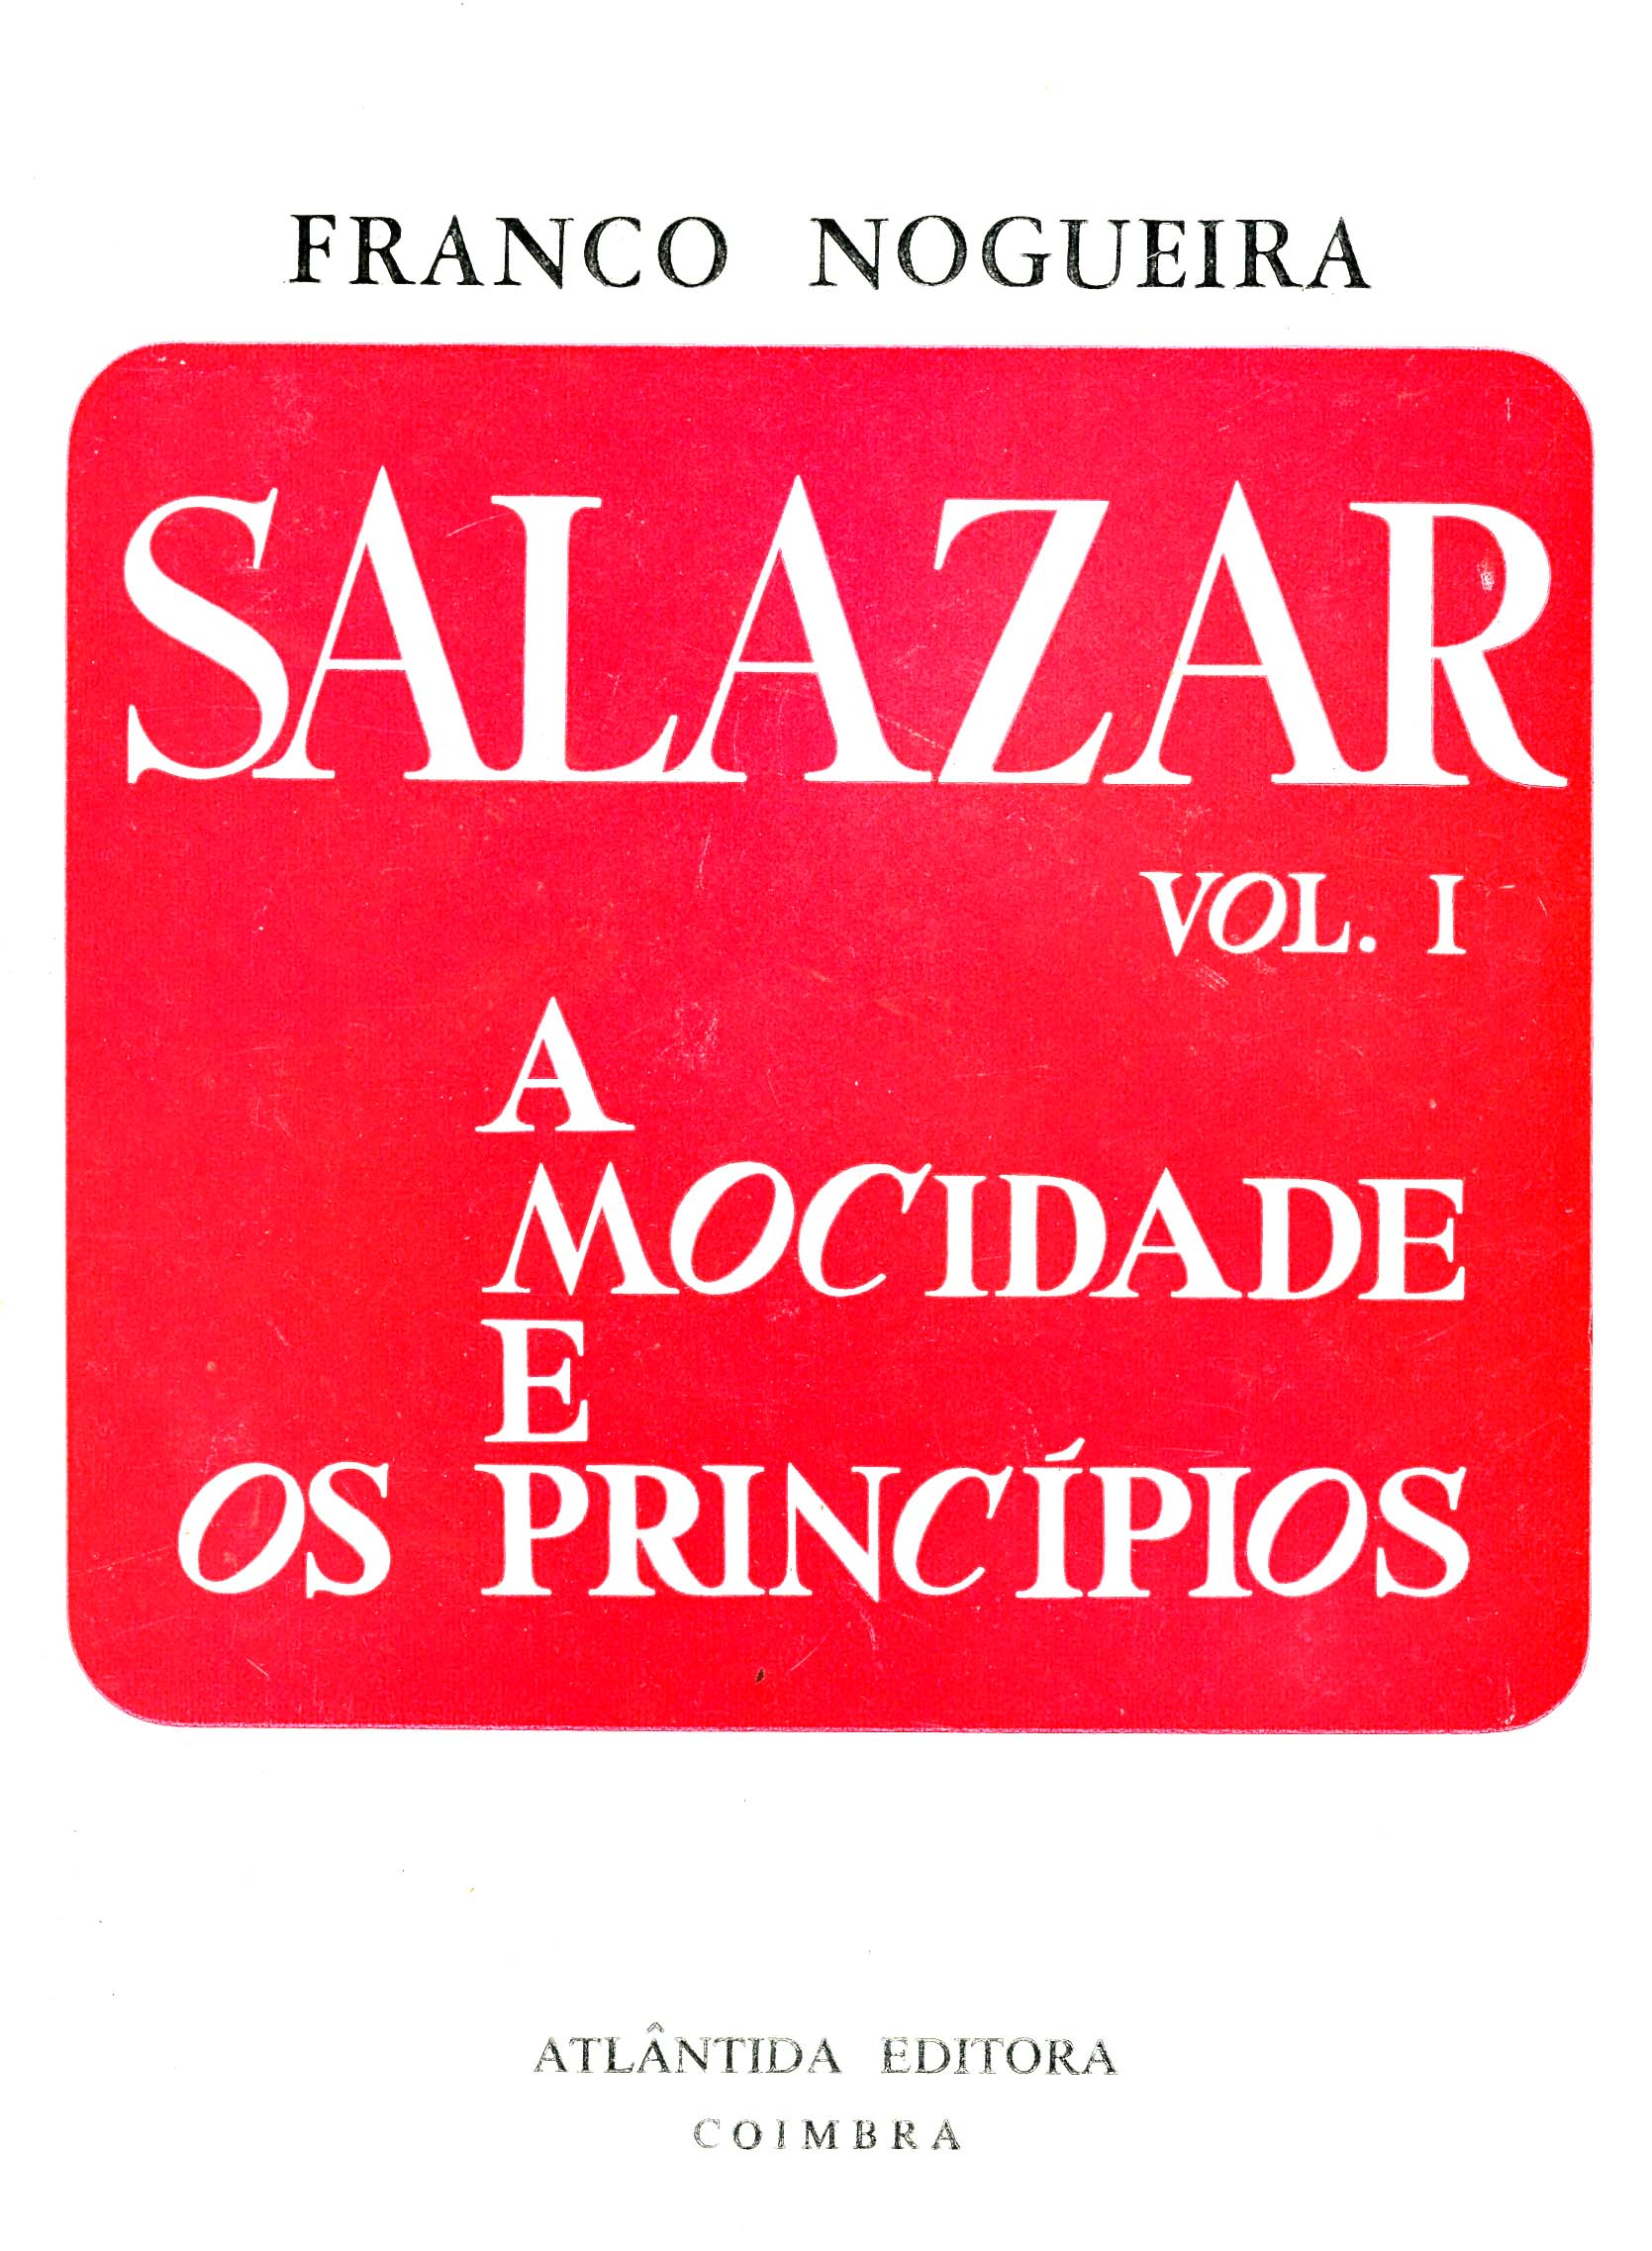 FRANCO NOGUEIRA
SALAZAR
VOL. I
A
MOCIDADE
E
OS PRINCÍPIOS
ATLÂNTIDA EDITORA
COIMBRA